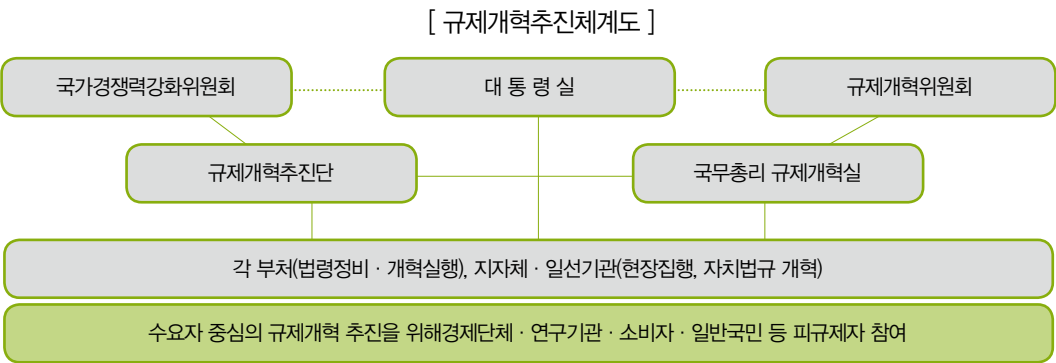 [ 규제개혁추진체계도 ]
국가경쟁력강화위원회
대 통 령 실
규제개혁위원회
규제개혁추진단
국무총리 규제개혁실
각 부처(법령정비 · 개혁실행), 지자체 · 일선기관(현장집행, 자치법규 개혁)
수요자 중심의 규제개혁 추진을 위해경제단체 · 연구기관 · 소비자 · 일반국민 등 피규제자 참여